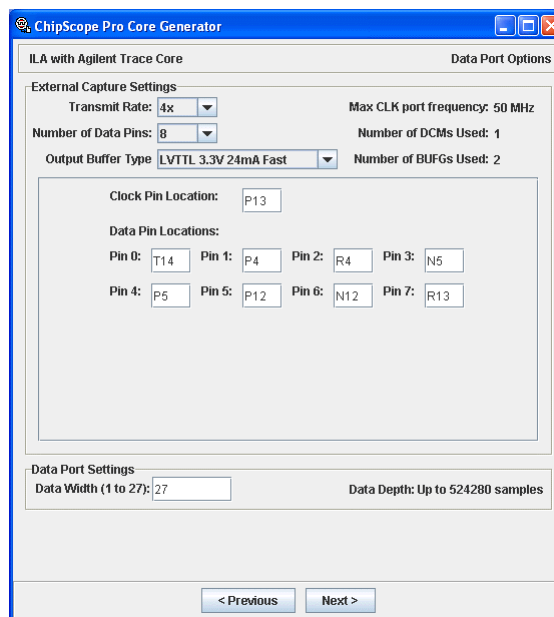 ChipScope Pro Core Generator
ILA with Agilent Trace Core Data Port Options
External Capture Settings
Transmit Rate: 4x Max CLK port frequency: 50 MHz
Number of Data Pins: 8 Number of DCMs Used: 1
Output Buffer Type LVTTL 3.3V 24mA Fast Number of BUFGs Used: 2
Clock Pin Location: P13
Data Pin Locations:
Pin 0: T14 Pin 1: P4 Pin 2: R4 Pin 3: N5
Pin 4: P5 Pin 5: P12 Pin 6: N12 Pin 7: R13
Data Port Settings
Data Width (1 to 27): 27 Data Depth: Up to 524280 samples
< Previous Next >